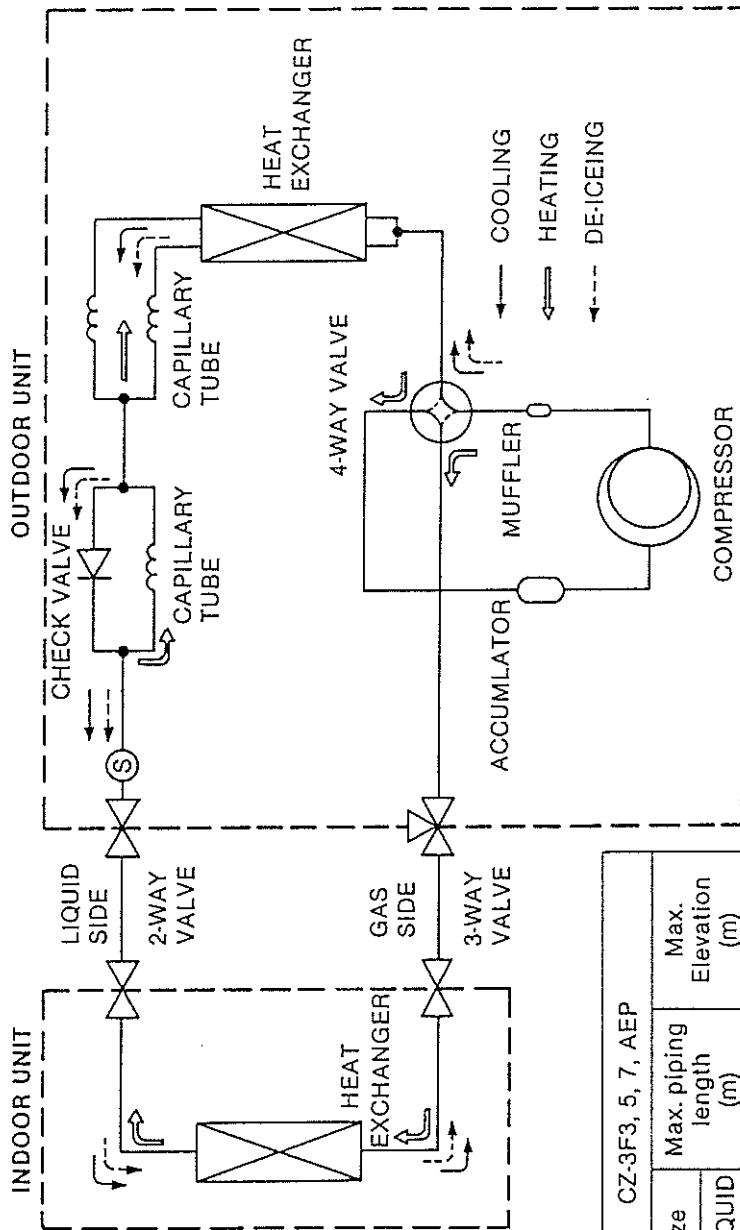 OUTDOOR UNIT
INDOOR UNIT
CHECK VALVE
CAPILLARY
TUBE
CAPILLARY
TUBE
HEAT
EXCHANGER
LIQUID
SIDE
2-WAY
VALVE
S
4-WAY VALVE
HEAT
EXCHANGER
GAS
SIDE
3-WAY
VALVE
MUFFLER
ACCUMLATOR
COMPRESSOR
COOLING
HEATING
DE-ICEING
CZ-3F3, 5, 7, AEP
Max. piping
length
(m)
Max.
Elevation
(m)